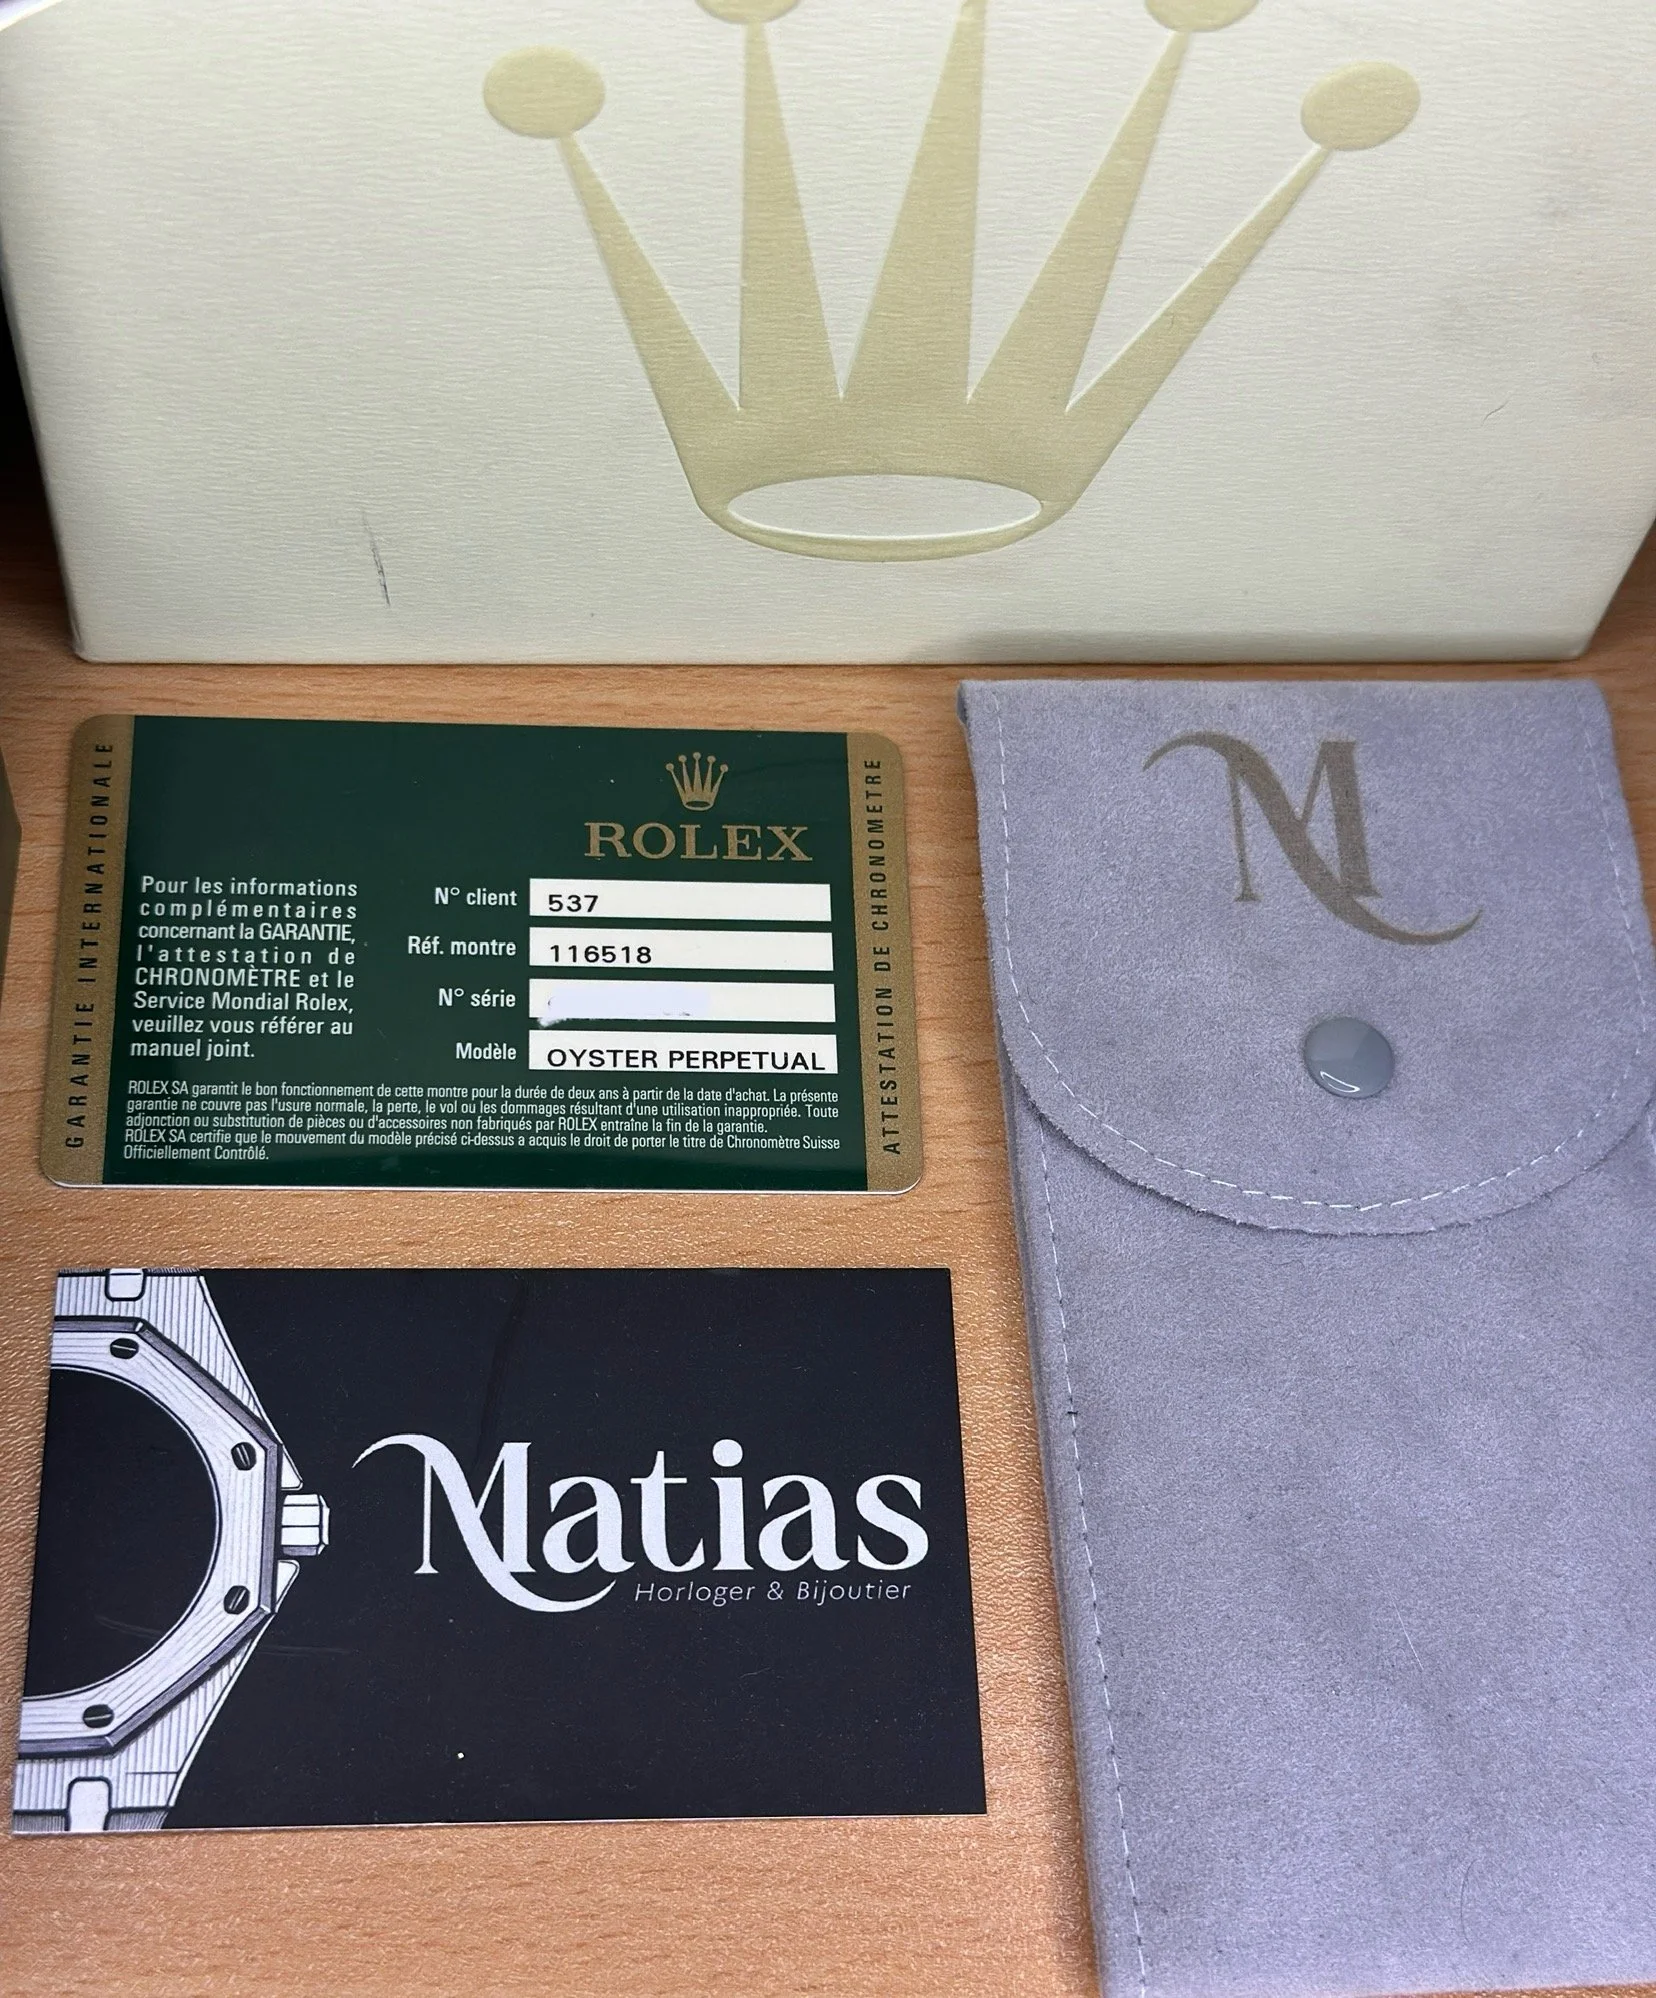 GARANTIE INTERNATIONALE
ROLEX
Pour les informations
complémentaires
concernant la GARANTIE,
l'attestation de
CHRONOMÈTRE et le
Service Mondial Rolex,
veuillez vous référer au
manuel joint.
N° client 537
Réf. montre 116518
N° série
Modèle OYSTER PERPETUAL
ROLEX SA garantit le bon fonctionnement de cette montre pour la durée de deux ans à partir de la date d'achat. La présente
garantie ne couvre pas l'usure normale, la perte, le vol ou les dommages résultant d'une utilisation inappropriée. Toute
adjonction ou substitution de pièces ou d'accessoires non fabriqués par ROLEX entraîne la fin de la garantie.
ROLEX SA certifie que le mouvement du modèle précisé ci-dessus a acquis le droit de porter le titre de Chronomètre Suisse
Officiellement Contrôlé.
ATTESTATION DE CHRONOMETRE
M
Matias
Horloger & Bijoutier